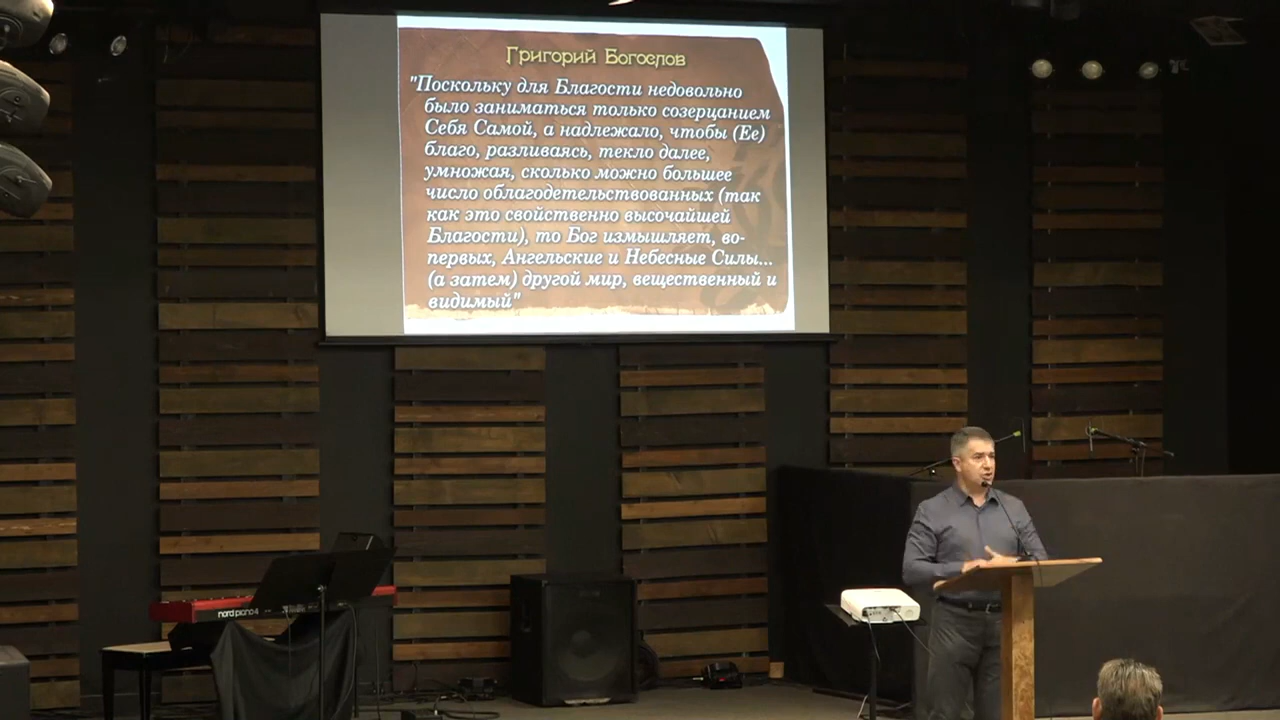 Григорий Богослов
"Поскольку для Благости недовольно
было заниматься только созерцанием
Себя Самой, а надлежало, чтобы (Ее)
благо, разливаясь, текло далее,
умножая, сколько можно большее
число облагодетельствованных (так
как это свойственно высочайшей
Благости), то Бог измышляет, во-
первых, Ангельские и Небесные Силы...
(а затем) другой мир, вещественный и
видимый"
nord piano 4